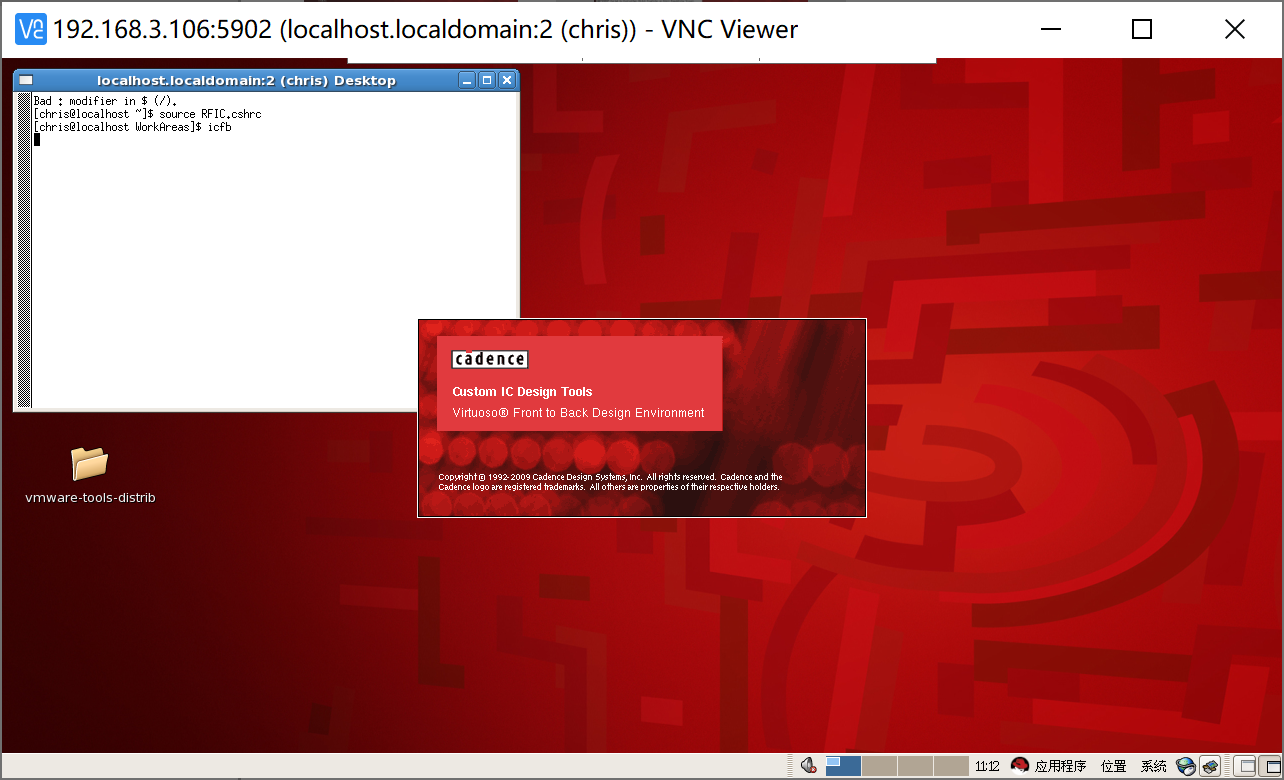 192.168.3.106:5902 (localhost.localdomain:2 (chris)) - VNC Viewer
localhost.localdomain:2 (chris) Desktop
Bad : modifier in $ (/).
[chris@localhost ~]$ source RFIC.cshrc
[chris@localhost WorkAreas]$ icfb
cādence
Custom IC Design Tools
Virtuoso® Front to Back Design Environment
Copyright © 1992-2009 Cadence Design Systems, Inc. All rights reserved. Cadence and the
Cadence logo are registered trademarks. All others are properties of their respective holders.
vmware-tools-distrib
11:12 应用程序 位置 系统